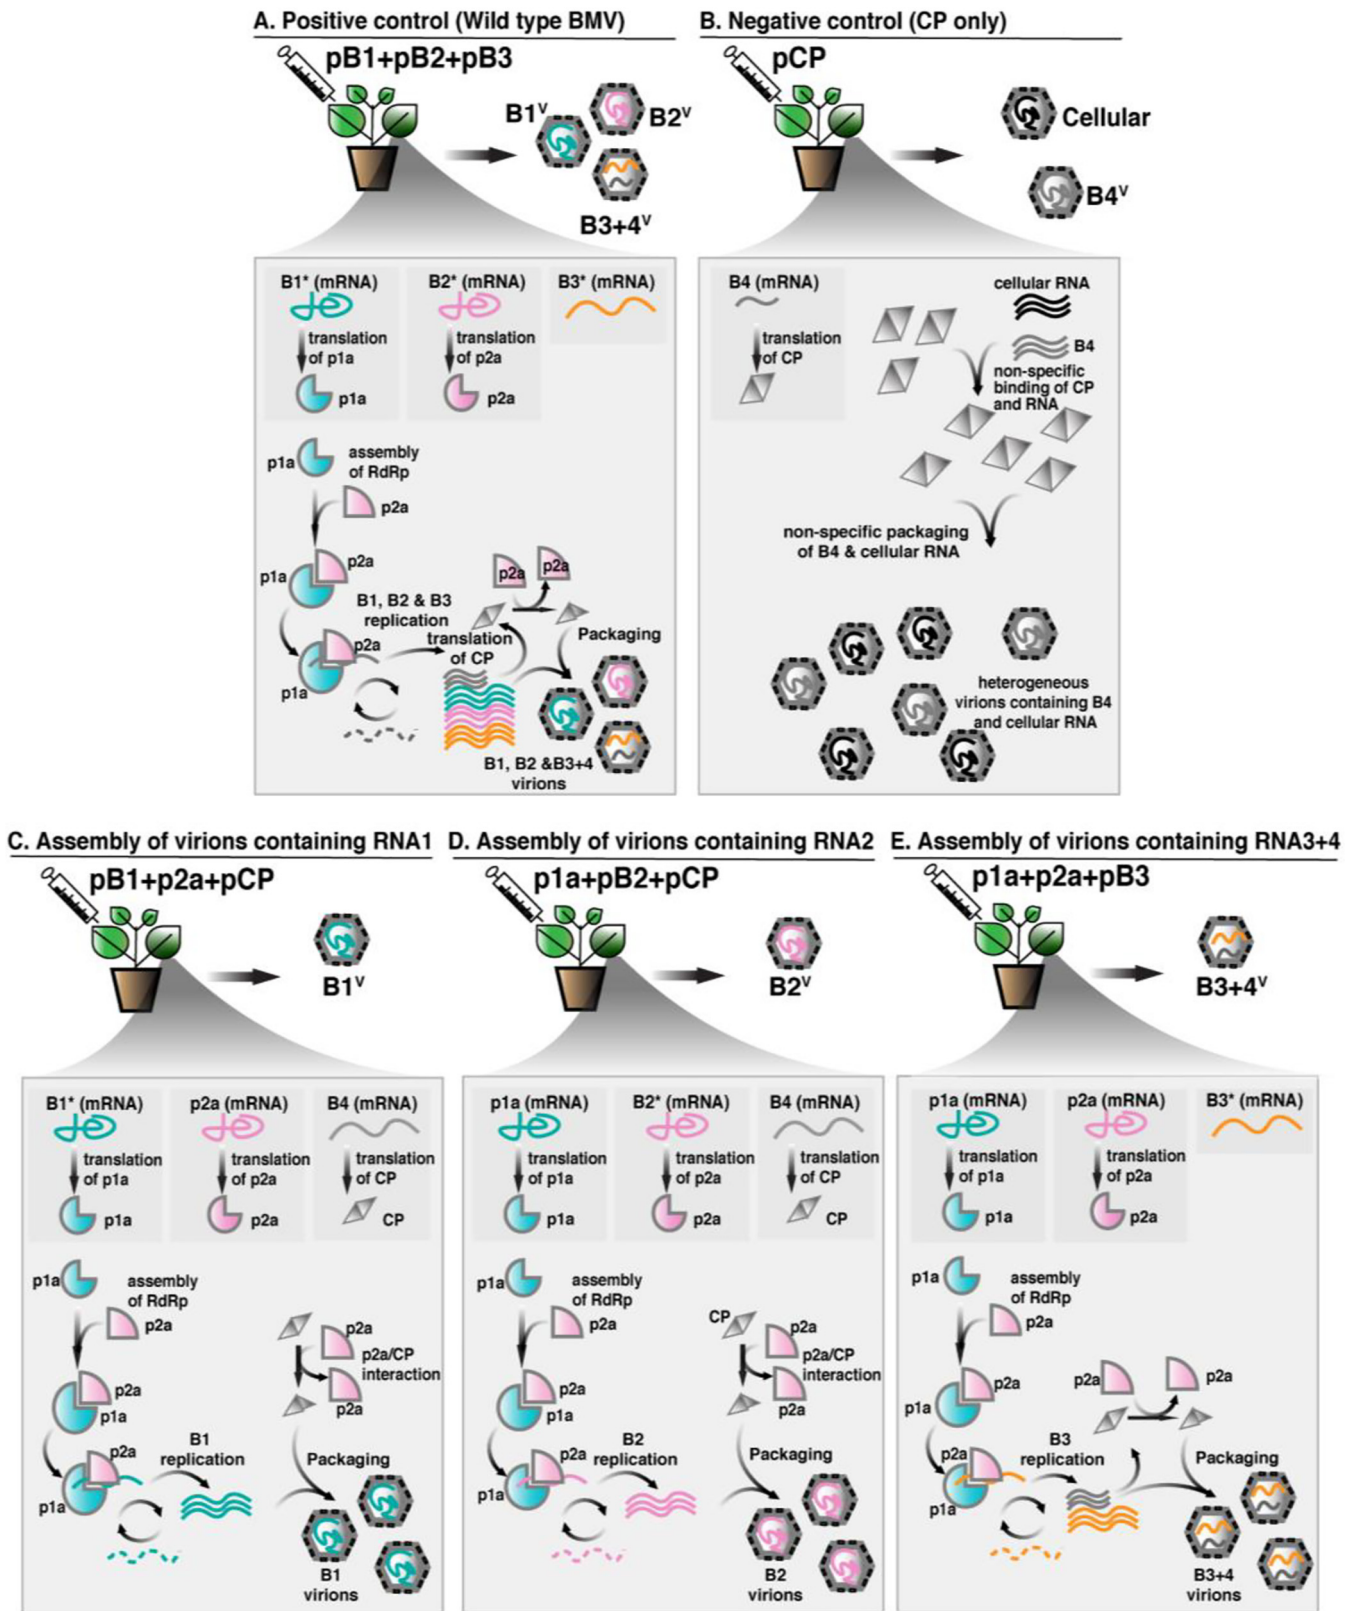 A. Positive control (Wild type BMV)
pB1+pB2+pB3
B1ⱽ
B2ⱽ
B3+4ⱽ
B1* (mRNA)
B2* (mRNA)
B3* (mRNA)
translation
of p1a
translation
of p2a
p1a
p2a
p1a
assembly
of RdRp
p2a
p1a
p2a
B1, B2 & B3
replication
p2a
p2a
p2a
translation
of CP
Packaging
p1a
B1, B2 &B3+4
virions
B. Negative control (CP only)
pCP
Cellular
B4ⱽ
B4 (mRNA)
translation
of CP
cellular RNA
B4
non-specific
binding of CP
and RNA
non-specific packaging
of B4 & cellular RNA
heterogeneous
virions containing B4
and cellular RNA
C. Assembly of virions containing RNA1
pB1+p2a+pCP
B1ⱽ
B1* (mRNA)
p2a (mRNA)
B4 (mRNA)
translation
of p1a
translation
of p2a
translation
of CP
p1a
p2a
CP
p1a
assembly
of RdRp
p2a
p2a
p2a/CP
interaction
p2a
p2a
p1a
p2a
p1a
B1
replication
Packaging
B1
virions
D. Assembly of virions containing RNA2
p1a+pB2+pCP
B2ⱽ
p1a (mRNA)
B2* (mRNA)
B4 (mRNA)
translation
of p1a
translation
of p2a
translation
of CP
p1a
p2a
CP
p1a
assembly
of RdRp
p2a
CP
p2a
p2a/CP
interaction
p2a
p2a
p1a
p2a
p1a
B2
replication
Packaging
B2
virions
E. Assembly of virions containing RNA3+4
p1a+p2a+pB3
B3+4ⱽ
p1a (mRNA)
p2a (mRNA)
B3* (mRNA)
translation
of p1a
translation
of p2a
p1a
p2a
p1a
assembly
of RdRp
p2a
p2a
p1a
p2a
p2a
p2a
p1a
B3
replication
Packaging
B3+4
virions